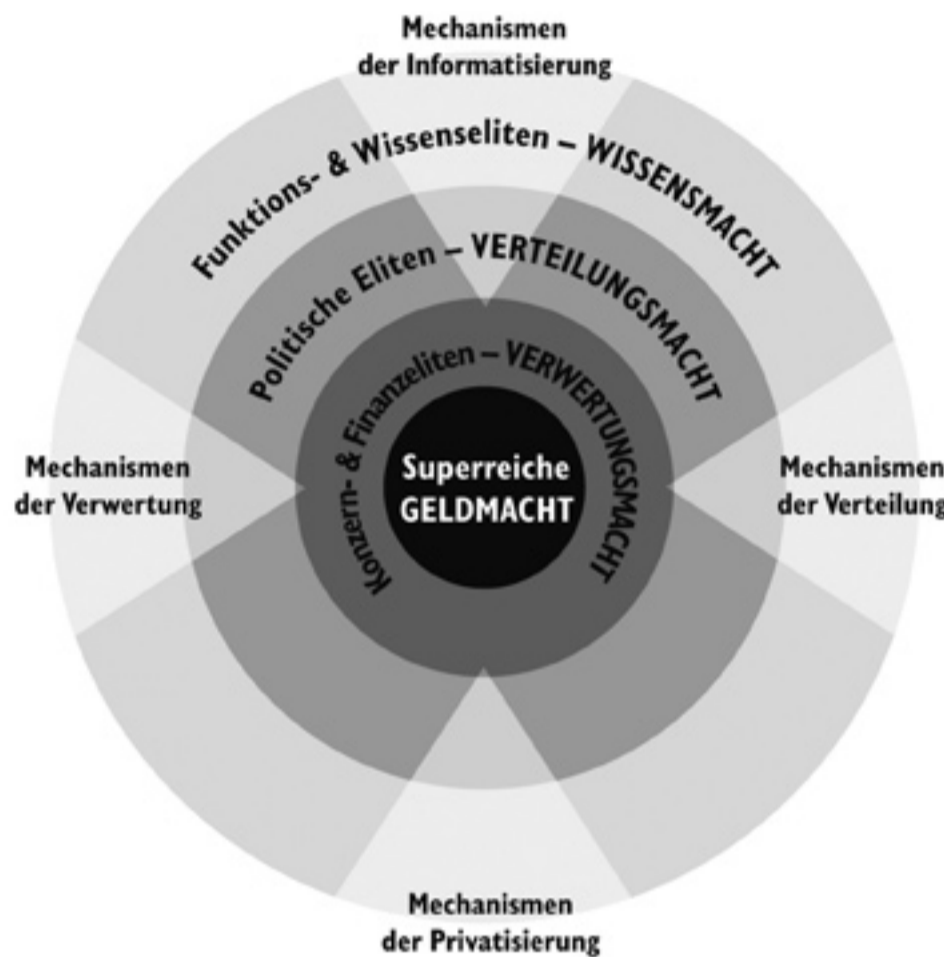 Mechanismen
der Informatisierung
Funktions- & Wissenseliten – WISSENSMACHT
Politische Eliten – VERTEILUNGSMACHT
Konzern- & Finanzeliten – VERWERTUNGSMACHT
Superreiche
GELDMACHT
Mechanismen
der Verwertung
Mechanismen
der Verteilung
Mechanismen
der Privatisierung